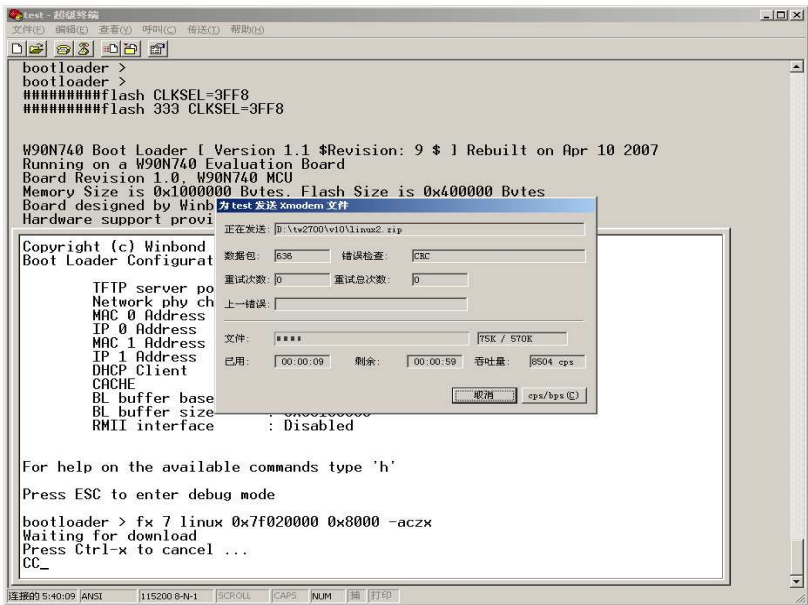 test - 超级终端
文件(F) 编辑(E) 查看(V) 呼叫(C) 传送(T) 帮助(H)
bootloader >
bootloader >
#########flash CLKSEL=3FF8
#########flash 333 CLKSEL=3FF8
W90N740 Boot Loader [ Version 1.1 $Revision: 9 $ ] Rebuilt on Apr 10 2007
Running on a W90N740 Evaluation Board
Board Revision 1.0, W90N740 MCU
Memory Size is 0x1000000 Bytes. Flash Size is 0x400000 Bytes
Board designed by Winb
Hardware support provi
Copyright (c) Winbond
Boot Loader Configurat
TFTP server po
Network phy ch
MAC 0 Address
IP 0 Address
MAC 1 Address
IP 1 Address
DHCP Client
CACHE
BL buffer base
BL buffer size : 0x00100000
RMII interface : Disabled
For help on the available commands type 'h'
Press ESC to enter debug mode
bootloader > fx 7 linux 0x7f020000 0x8000 -aczx
Waiting for download
Press Ctrl-x to cancel ...
CC_
为 test 发送 Xmodem 文件
正在发送: D:\tw2700\v10\linux2.zip
数据包: 636 错误检查: CRC
重试次数: 0 重试总次数: 0
上一错误:
文件: 75K / 570K
已用: 00:00:09 剩余: 00:00:59 吞吐量: 8504 cps
取消 cps/bps(C)
连接的 5:40:09 ANSI 115200 8-N-1 SCROLL CAPS NUM 捕 打印